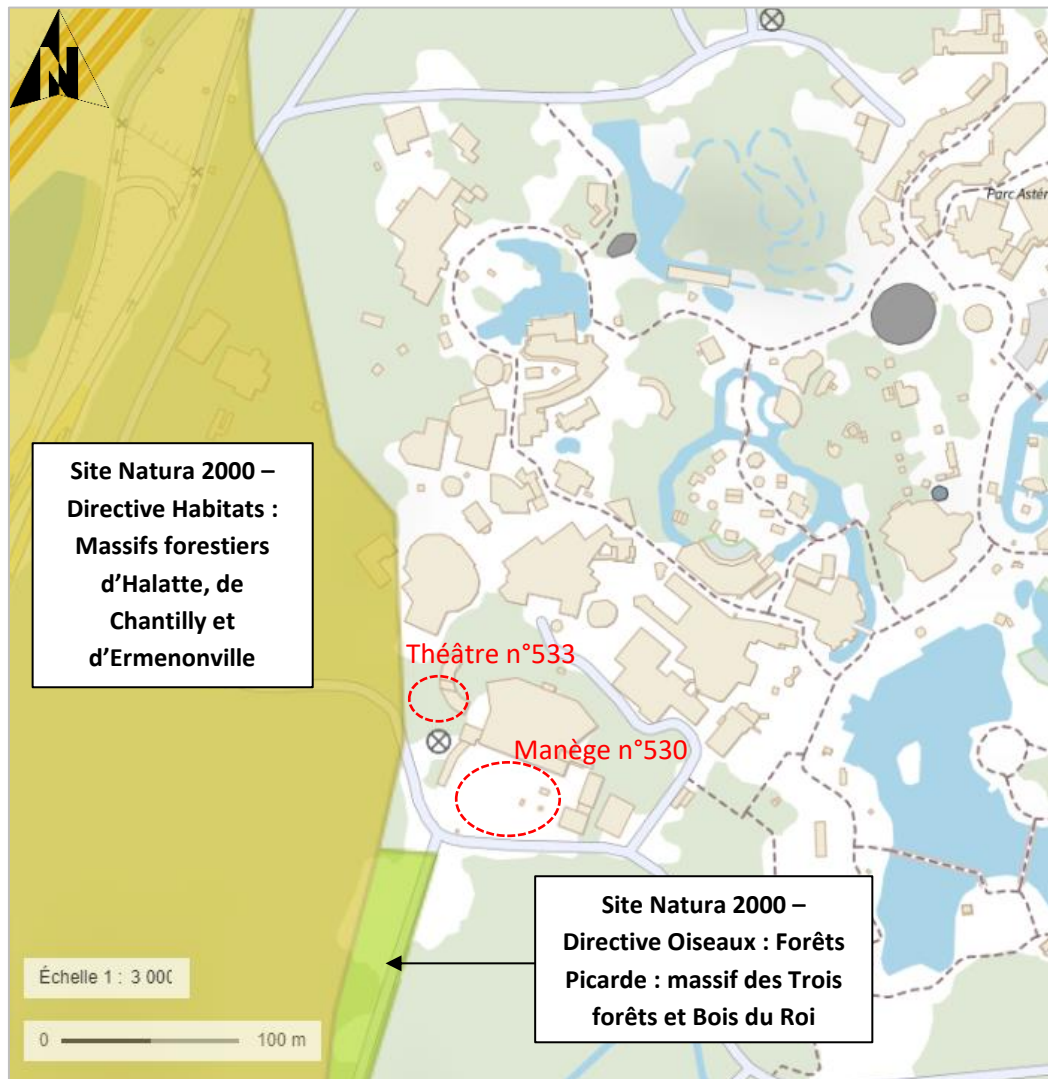 N
Parc Astér
Site Natura 2000 –
Directive Habitats :
Massifs forestiers
d’Halatte, de
Chantilly et
d’Ermenonville
Théâtre n°533
Manège n°530
Site Natura 2000 –
Directive Oiseaux : Forêts
Picarde : massif des Trois
forêts et Bois du Roi
Échelle 1 : 3 000
0 100 m